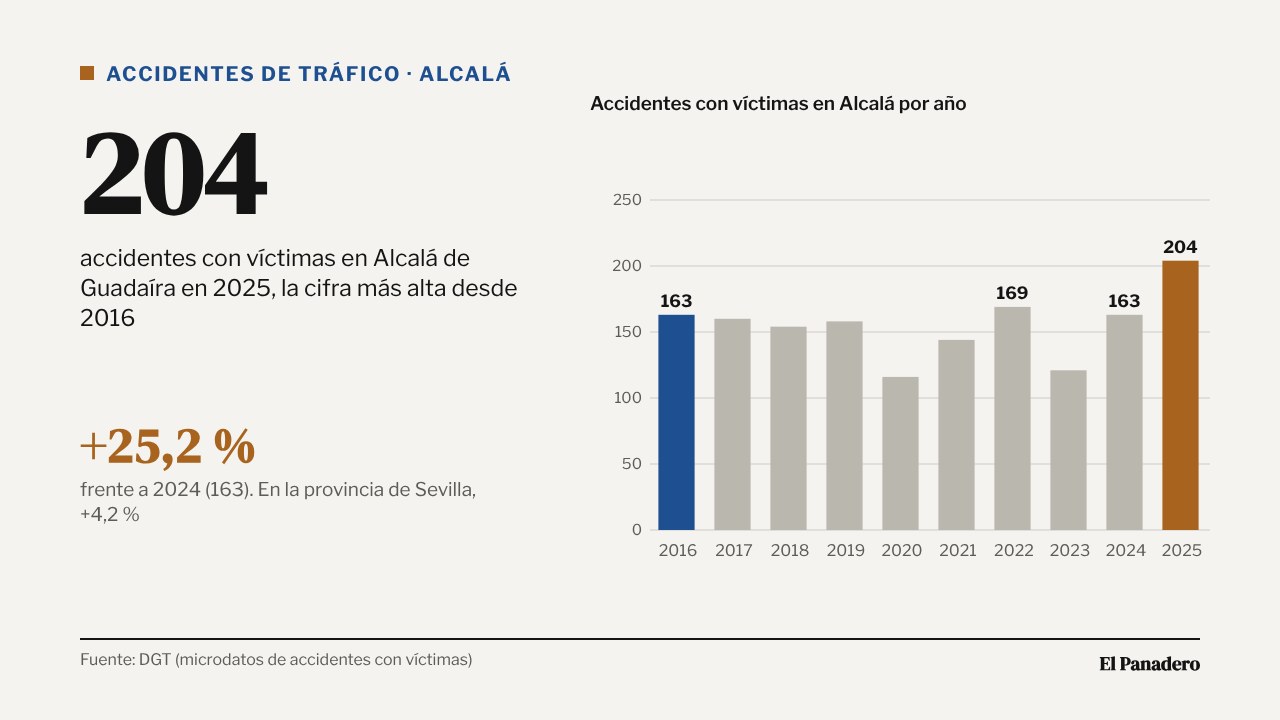 ACCIDENTES DE TRÁFICO · ALCALÁ
204
accidentes con víctimas en Alcalá de
Guadaíra en 2025, la cifra más alta desde
2016
+25,2 %
frente a 2024 (163). En la provincia de Sevilla,
+4,2 %
Accidentes con víctimas en Alcalá por año
250
200
150
100
50
0
163
169
163
204
2016 2017 2018 2019 2020 2021 2022 2023 2024 2025
Fuente: DGT (microdatos de accidentes con víctimas)
El Panadero